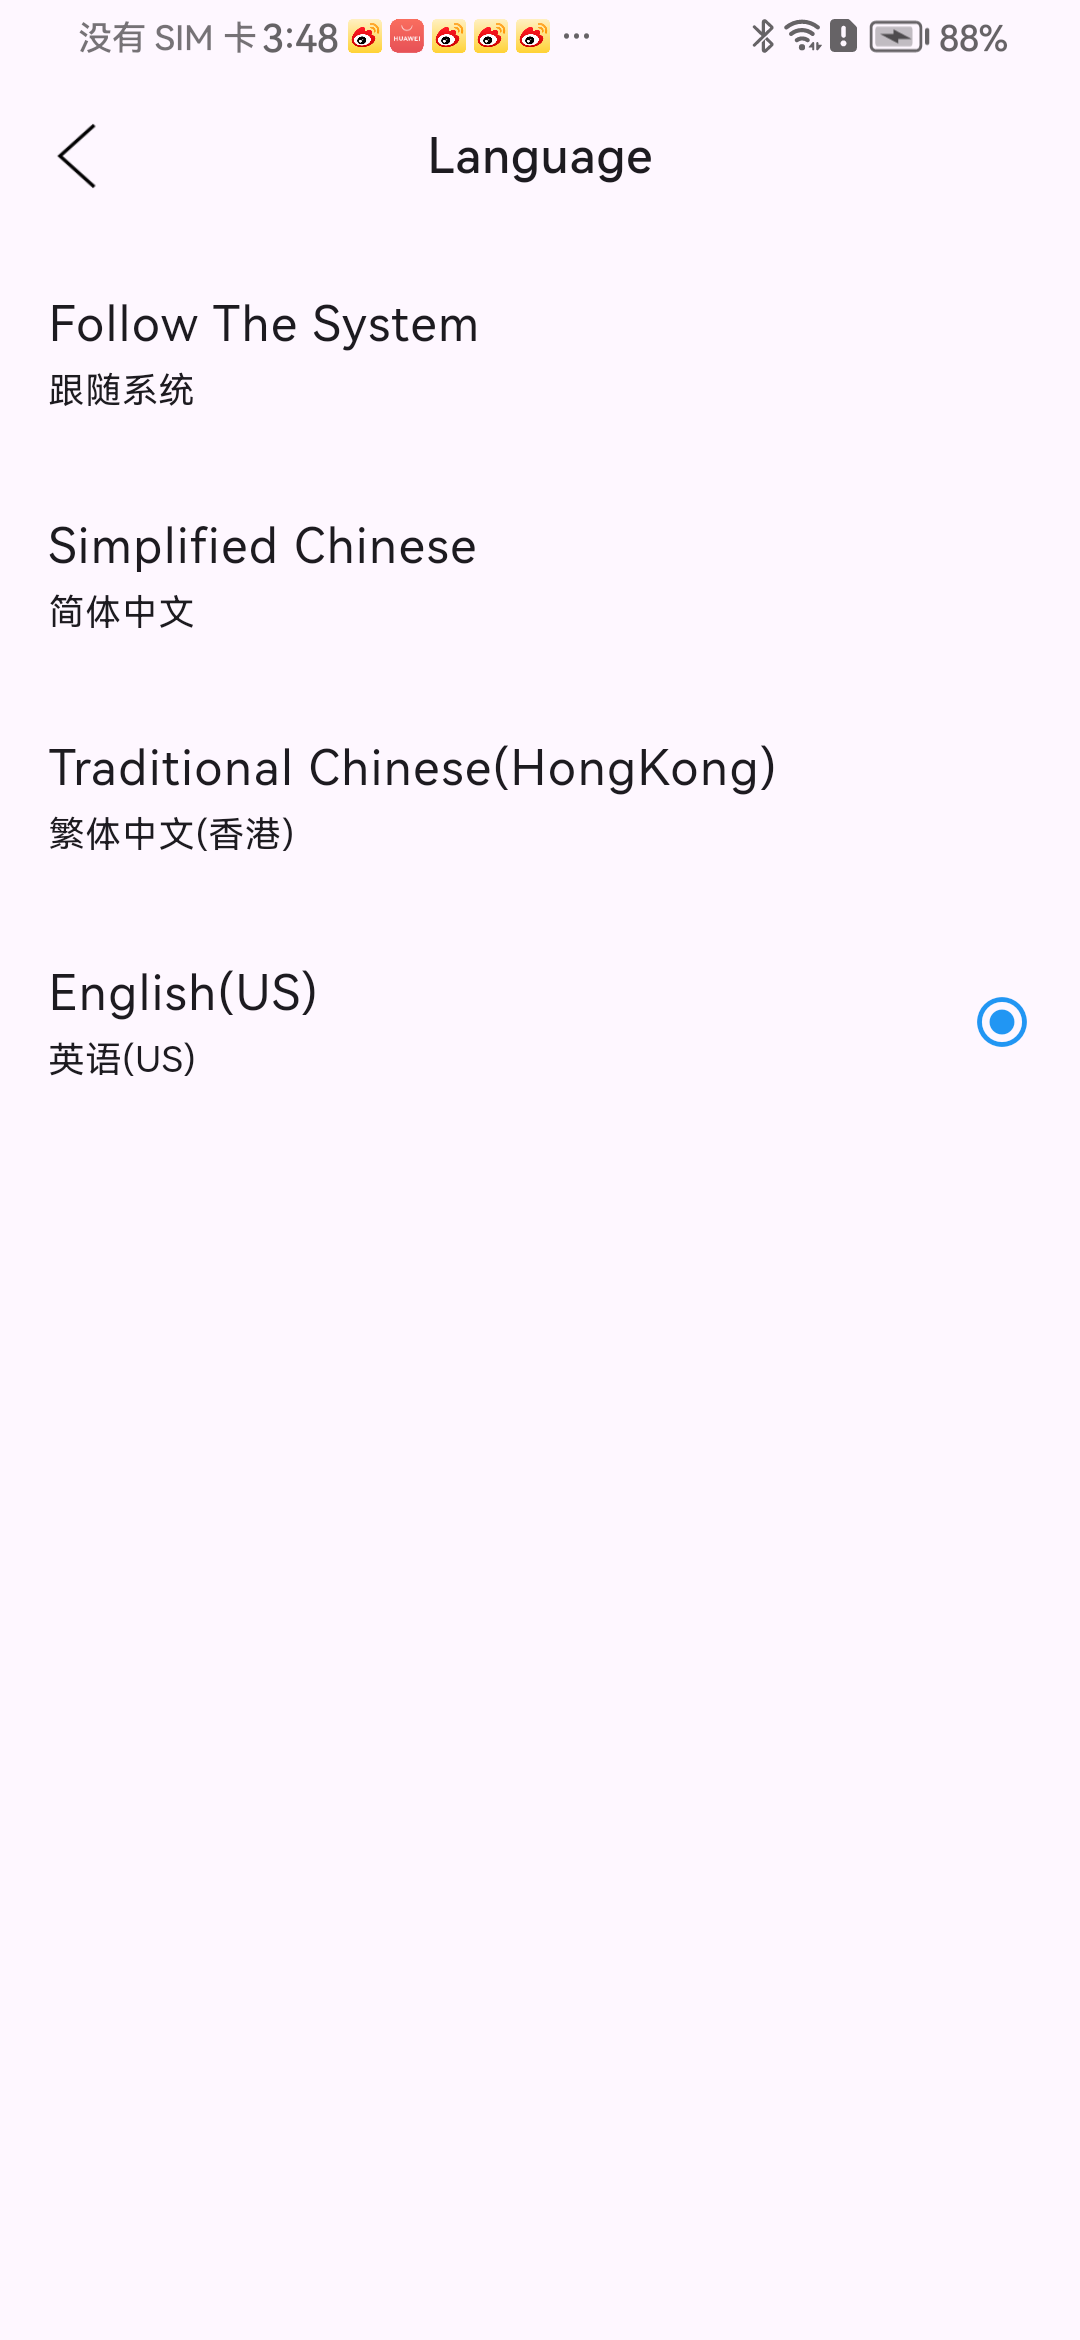 没有 SIM 卡 3:48 HUAWEI ··· 88%
Language
Follow The System
跟随系统
Simplified Chinese
简体中文
Traditional Chinese(HongKong)
繁体中文(香港)
English(US)
英语(US)